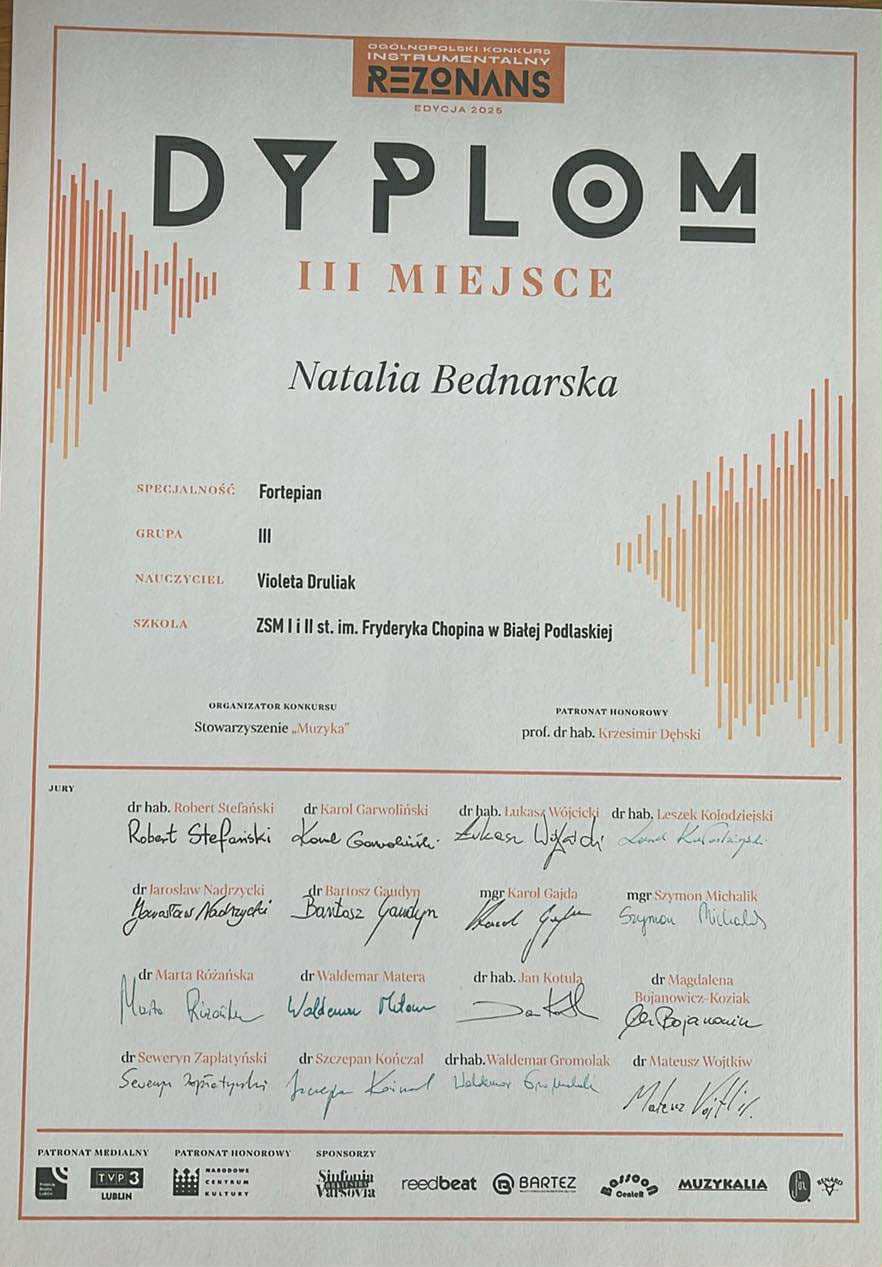 OGÓLNOPOLSKI KONKURS
INSTRUMENTALNY
REZONANS
EDYCJA 2025
DYPLOM
III MIEJSCE
Natalia Bednarska
SPECJALNOŚĆ Fortepian
GRUPA III
NAUCZYCIEL Violeta Druliak
SZKOŁA ZSM I i II st. im. Fryderyka Chopina w Białej Podlaskiej
ORGANIZATOR KONKURSU
Stowarzyszenie „Muzyka”
PATRONAT HONOROWY
prof. dr hab. Krzesimir Dębski
JURY
dr hab. Robert Stefański dr Karol Garwoliński dr hab. Łukasz Wójcicki dr hab. Leszek Kołodziejski
Robert Stefański
dr Jarosław Nadrzycki dr Bartosz Gaudyn mgr Karol Gajda mgr Szymon Michalik
Jarosław Nadrzycki Bartosz Gaudyn Szymon Michalik
dr Marta Różańska dr Waldemar Matera dr hab. Jan Kotula dr Magdalena
Bojanowicz-Koziak
dr Seweryn Zapłatyński dr Szczepan Kończal dr hab. Waldemar Gromolak dr Mateusz Wojtkiw
PATRONAT MEDIALNY PATRONAT HONOROWY SPONSORZY
TVP3
LUBLIN
NARODOWE
CENTRUM
KULTURY
Sinfonia
Varsovia
reedbeat
BARTEZ
Bassoon
Center
MUZYKALIA